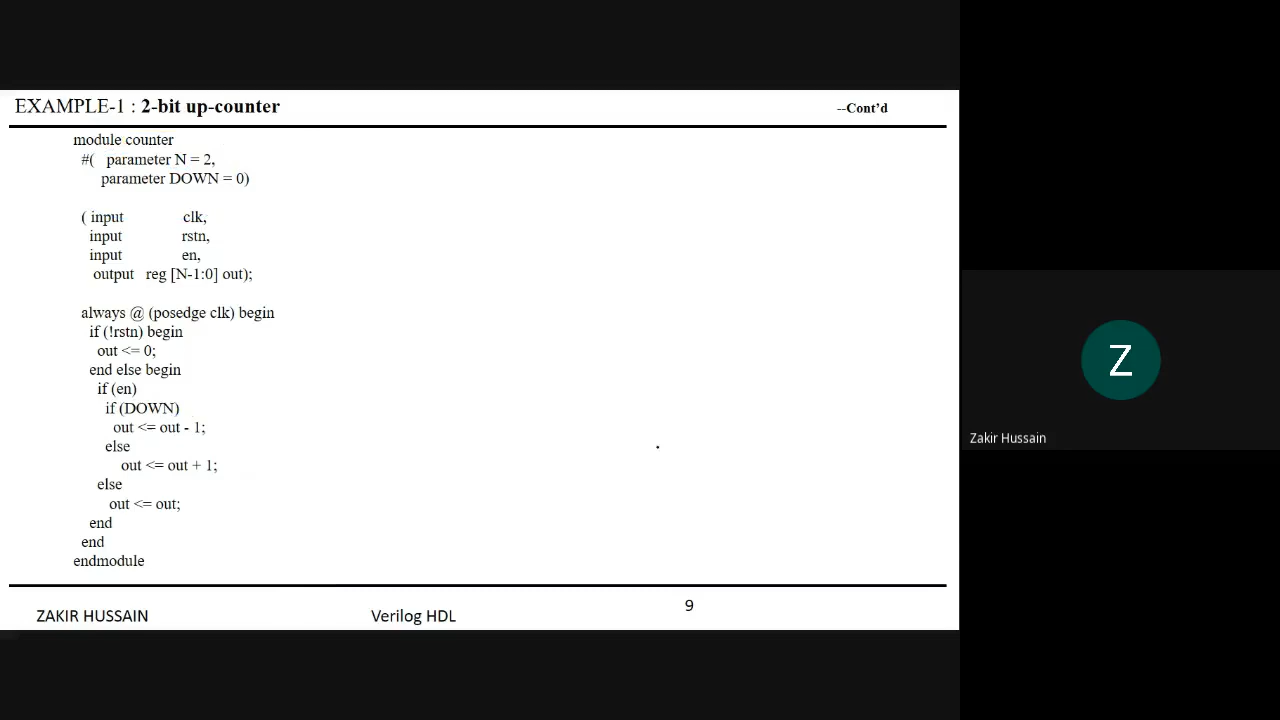 EXAMPLE-1 : 2-bit up-counter
--Cont'd
module counter
#( parameter N = 2,
parameter DOWN = 0)
( input clk,
input rstn,
input en,
output reg [N-1:0] out);
always @ (posedge clk) begin
if (!rstn) begin
out <= 0;
end else begin
if (en)
if (DOWN)
out <= out - 1;
else
out <= out + 1;
else
out <= out;
end
end
endmodule
ZAKIR HUSSAIN
Verilog HDL
9
Z
Zakir Hussain